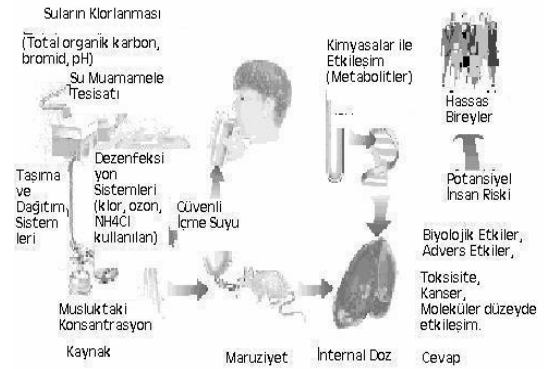 Suların Klorlanması
(Total organik karbon,
bromid, pH)
Su Muamamele
Tesisatı
Taşıma
ve
Dağıtım
Sistem
leri
Dezenfeksi
yon
Sistemleri
(klor, ozon,
NH4Cl
kullanılan)
Güvenli
İçme Suyu
Musluktaki
Konsantrasyon
Kimyasalar ile
Etkileşim
(Metabolitler)
Hassas
Bireyler
Potansiyel
İnsan Riski
Biyolojik Etkiler,
Advers Etkiler,
Toksisite,
Kanser,
Moleküler düzeyde
etkileşim.
Kaynak
Maruziyet
İnternal Doz
Cevap